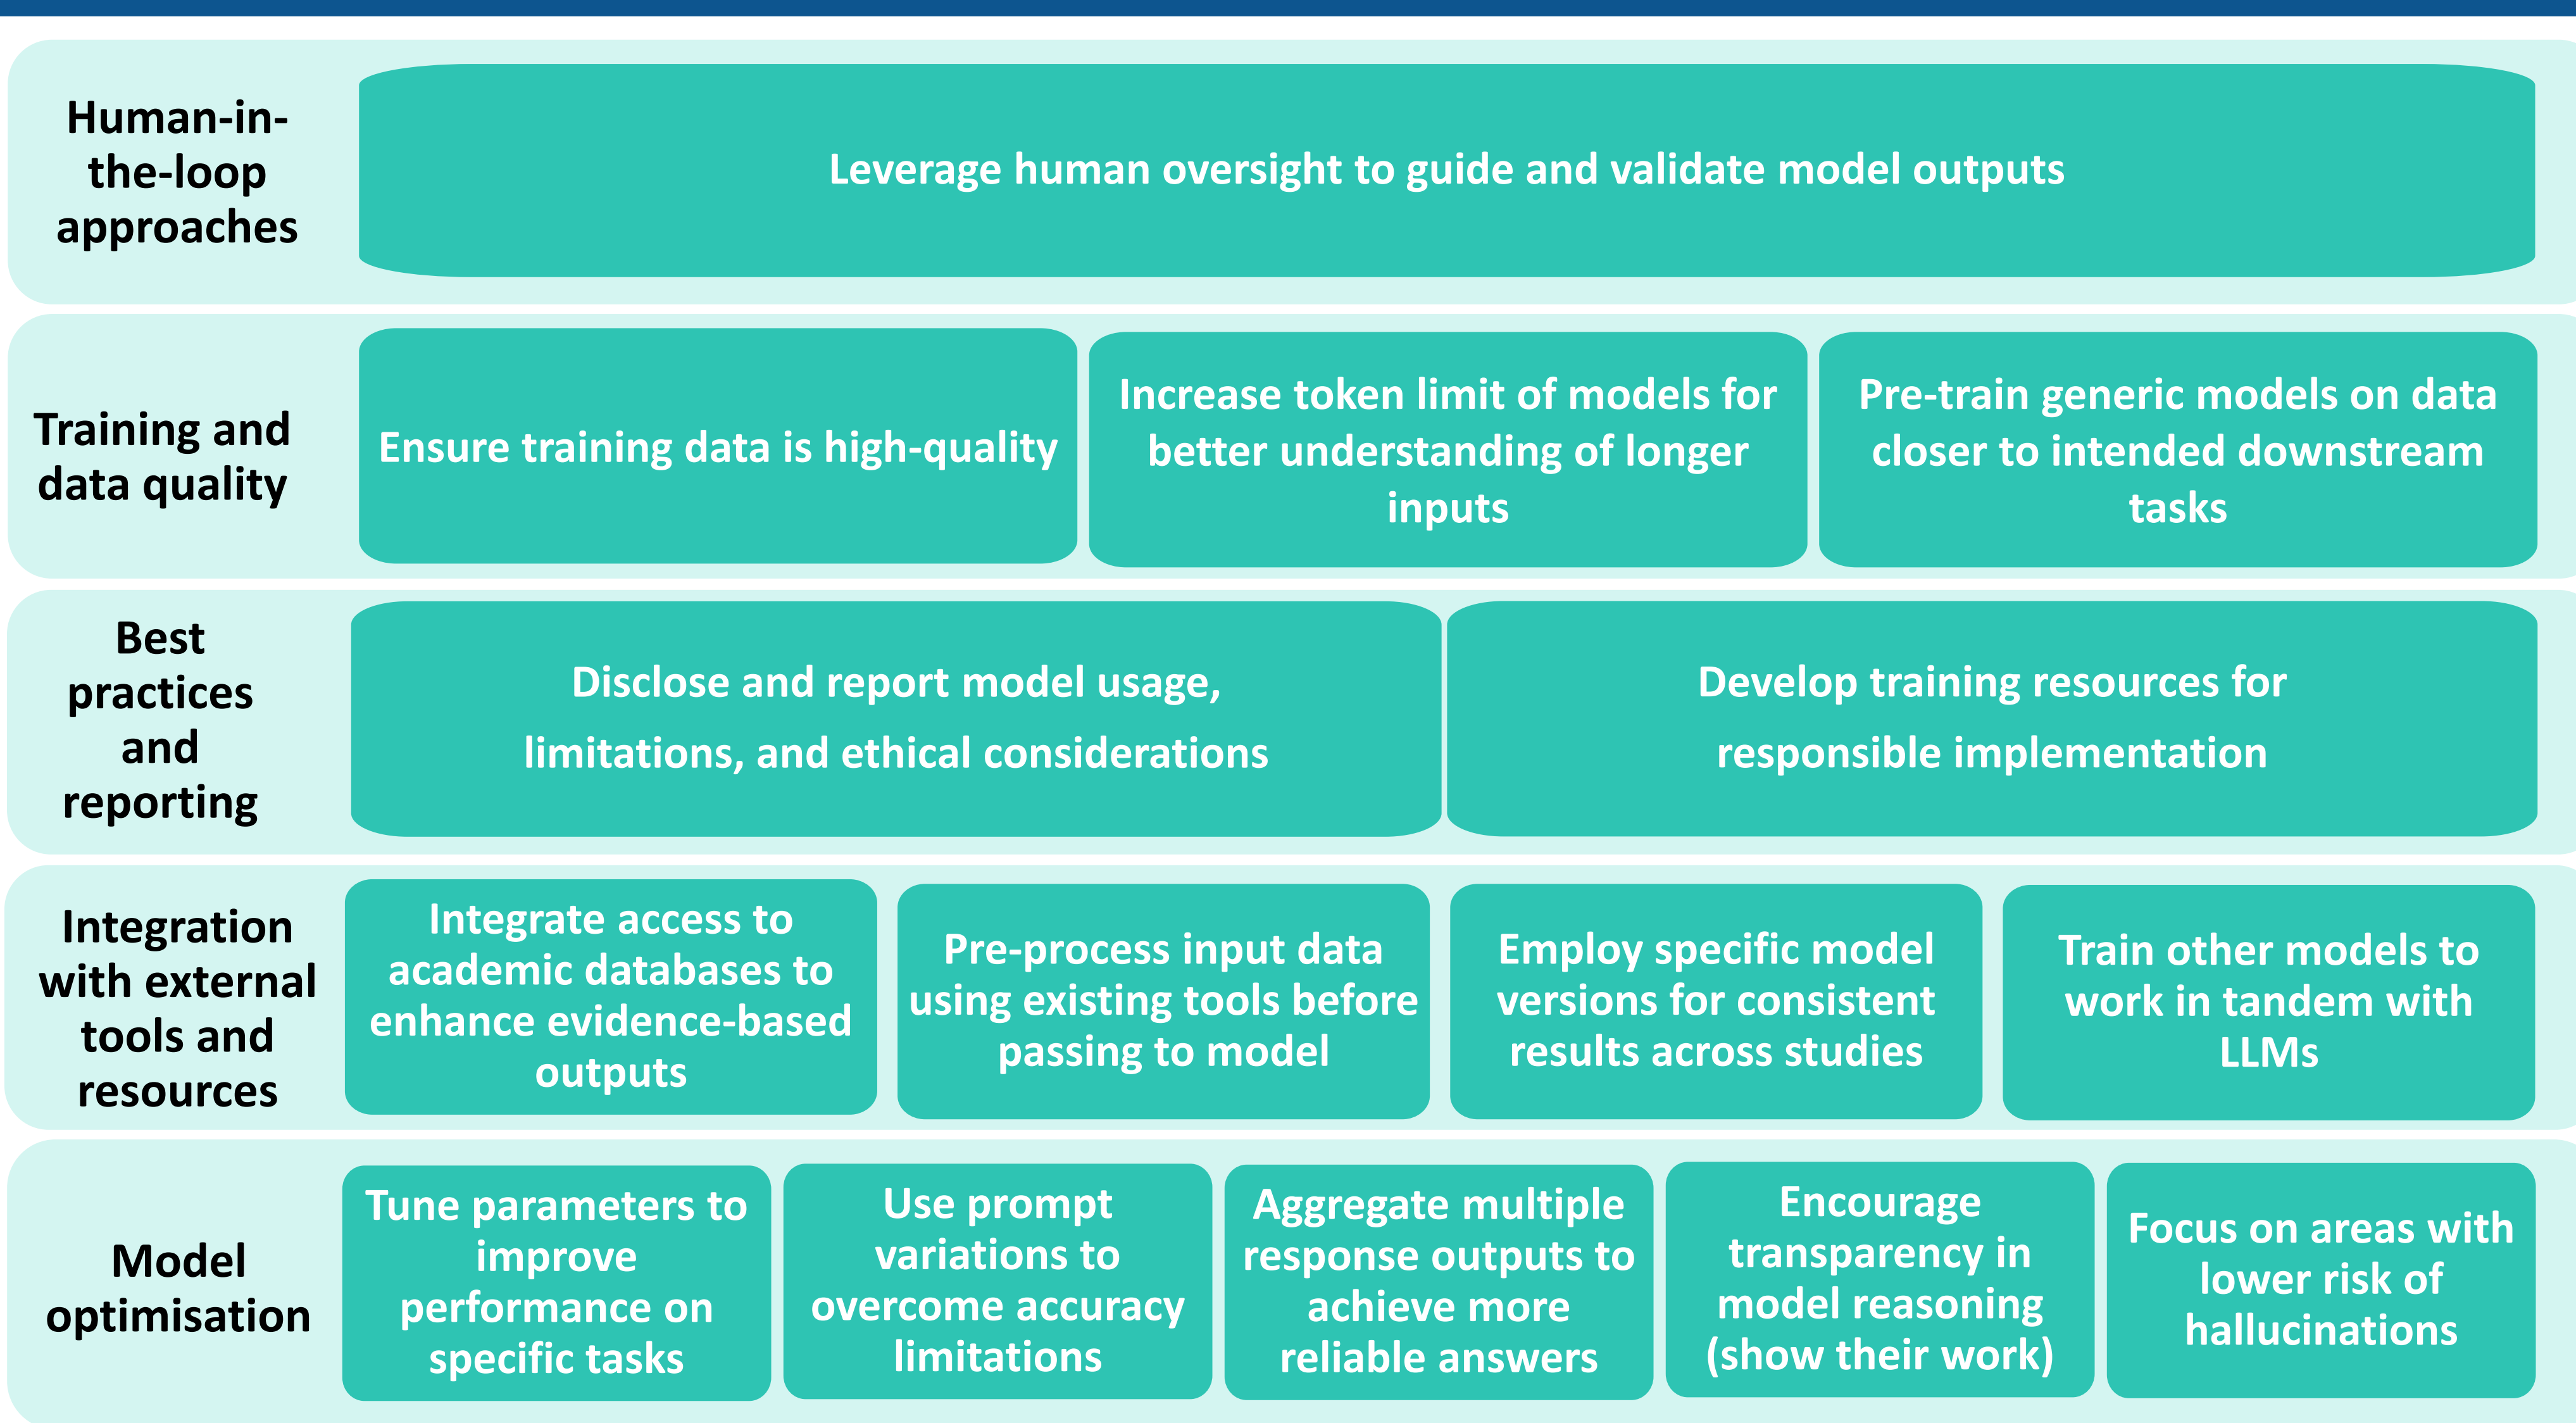 Human-in-
the-loop
approaches
Leverage human oversight to guide and validate model outputs
Training and
data quality
Ensure training data is high-quality
Increase token limit of models for
better understanding of longer
inputs
Pre-train generic models on data
closer to intended downstream
tasks
Best
practices
and
reporting
Disclose and report model usage,
limitations, and ethical considerations
Develop training resources for
responsible implementation
Integration
with external
tools and
resources
Integrate access to
academic databases to
enhance evidence-based
outputs
Pre-process input data
using existing tools before
passing to model
Employ specific model
versions for consistent
results across studies
Train other models to
work in tandem with
LLMs
Model
optimisation
Tune parameters to
improve
performance on
specific tasks
Use prompt
variations to
overcome accuracy
limitations
Aggregate multiple
response outputs to
achieve more
reliable answers
Encourage
transparency in
model reasoning
(show their work)
Focus on areas with
lower risk of
hallucinations